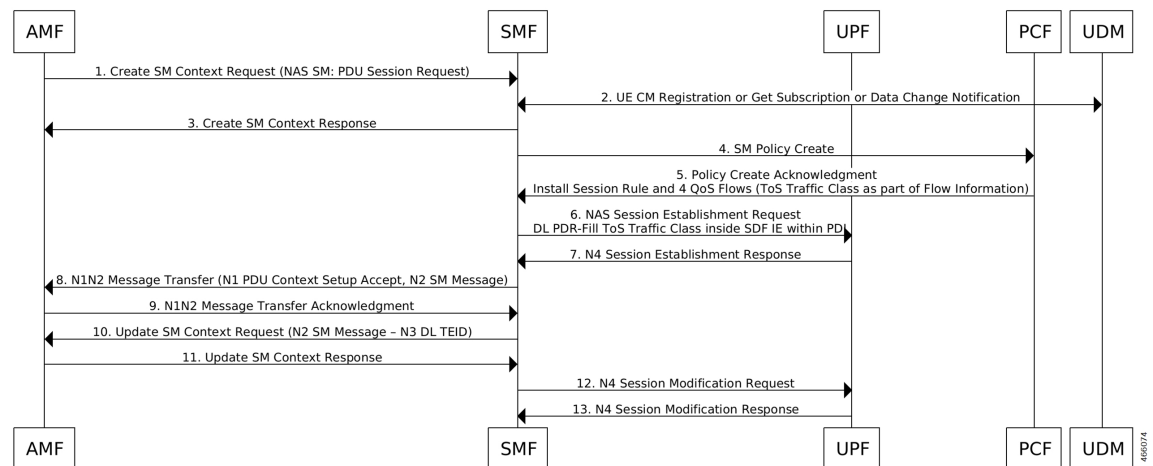 AMF SMF UPF PCF UDM
1. Create SM Context Request (NAS SM: PDU Session Request)
2. UE CM Registration or Get Subscription or Data Change Notification
3. Create SM Context Response
4. SM Policy Create
5. Policy Create Acknowledgment
Install Session Rule and 4 QoS Flows (ToS Traffic Class as part of Flow Information)
6. NAS Session Establishment Request
DL PDR-Fill ToS Traffic Class inside SDF IE within PDI
7. N4 Session Establishment Response
8. N1N2 Message Transfer (N1 PDU Context Setup Accept, N2 SM Message)
9. N1N2 Message Transfer Acknowledgment
10. Update SM Context Request (N2 SM Message – N3 DL TEID)
11. Update SM Context Response
12. N4 Session Modification Request
13. N4 Session Modification Response
AMF SMF UPF PCF UDM
466074